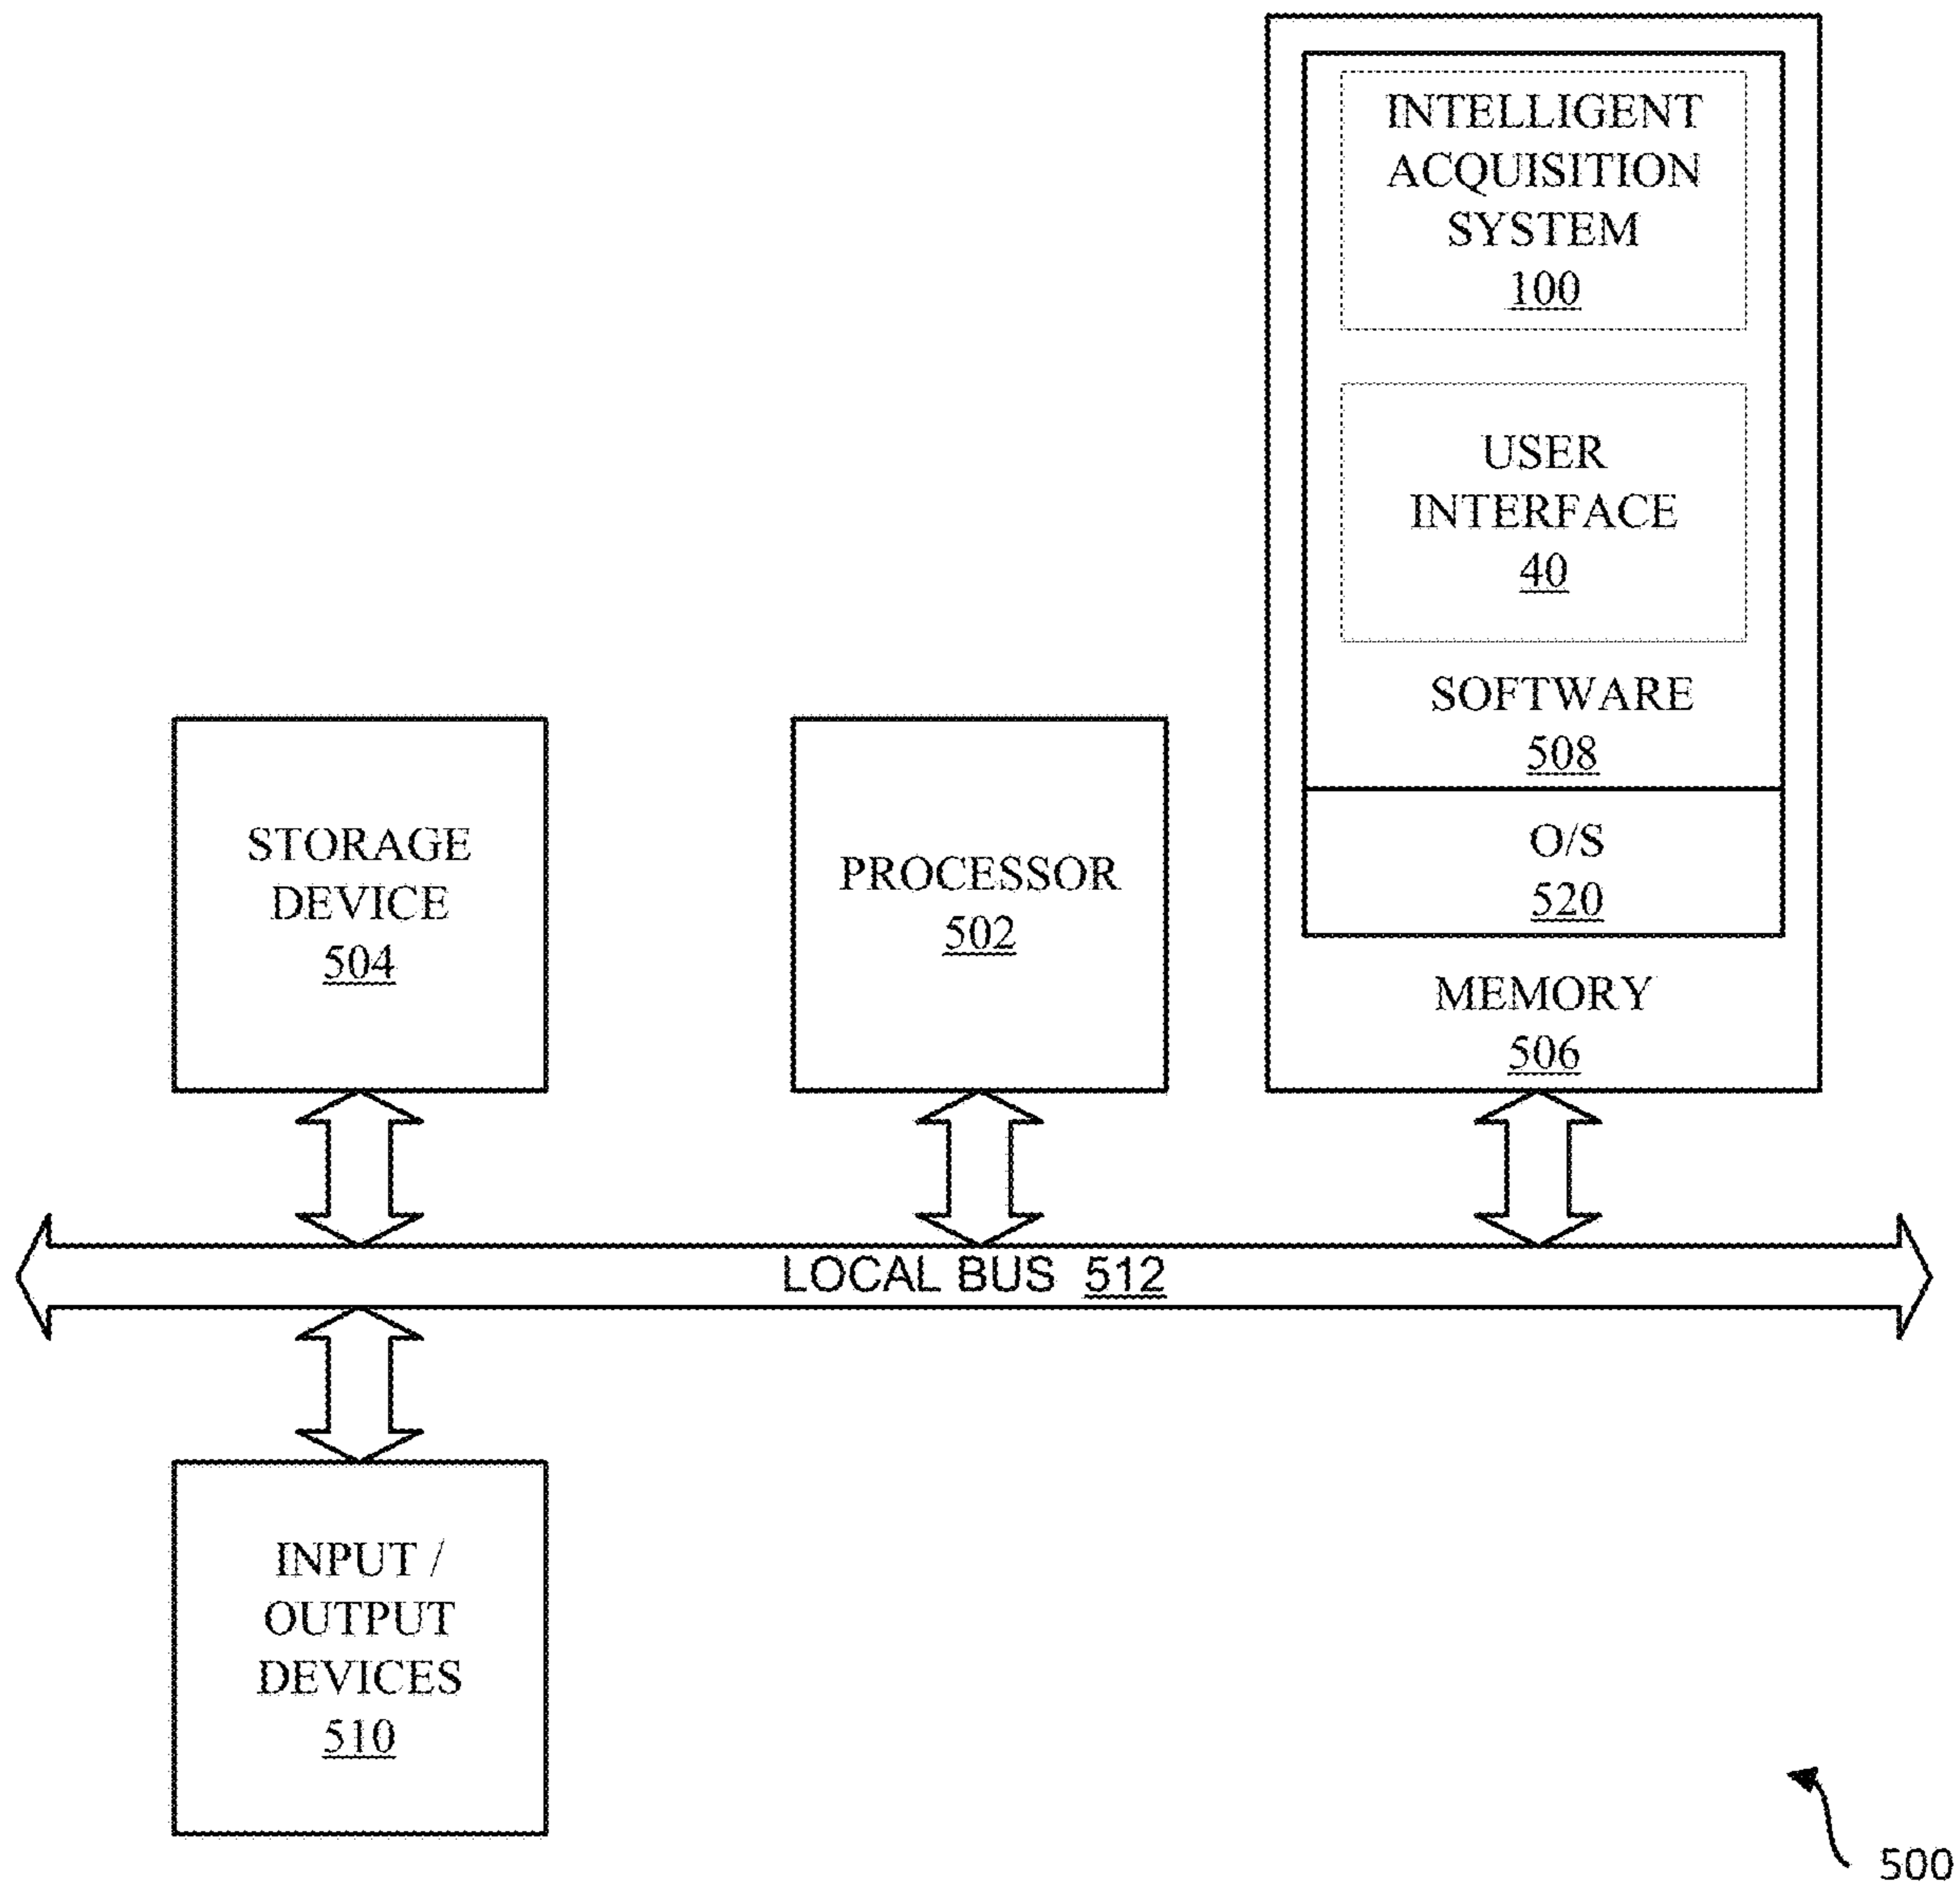 INTELLIGENT
ACQUISITION
SYSTEM
100
USER
INTERFACE
40
SOFTWARE
508
O/S
520
MEMORY
506
STORAGE
DEVICE
504
PROCESSOR
502
LOCAL BUS 512
INPUT /
OUTPUT
DEVICES
510
500